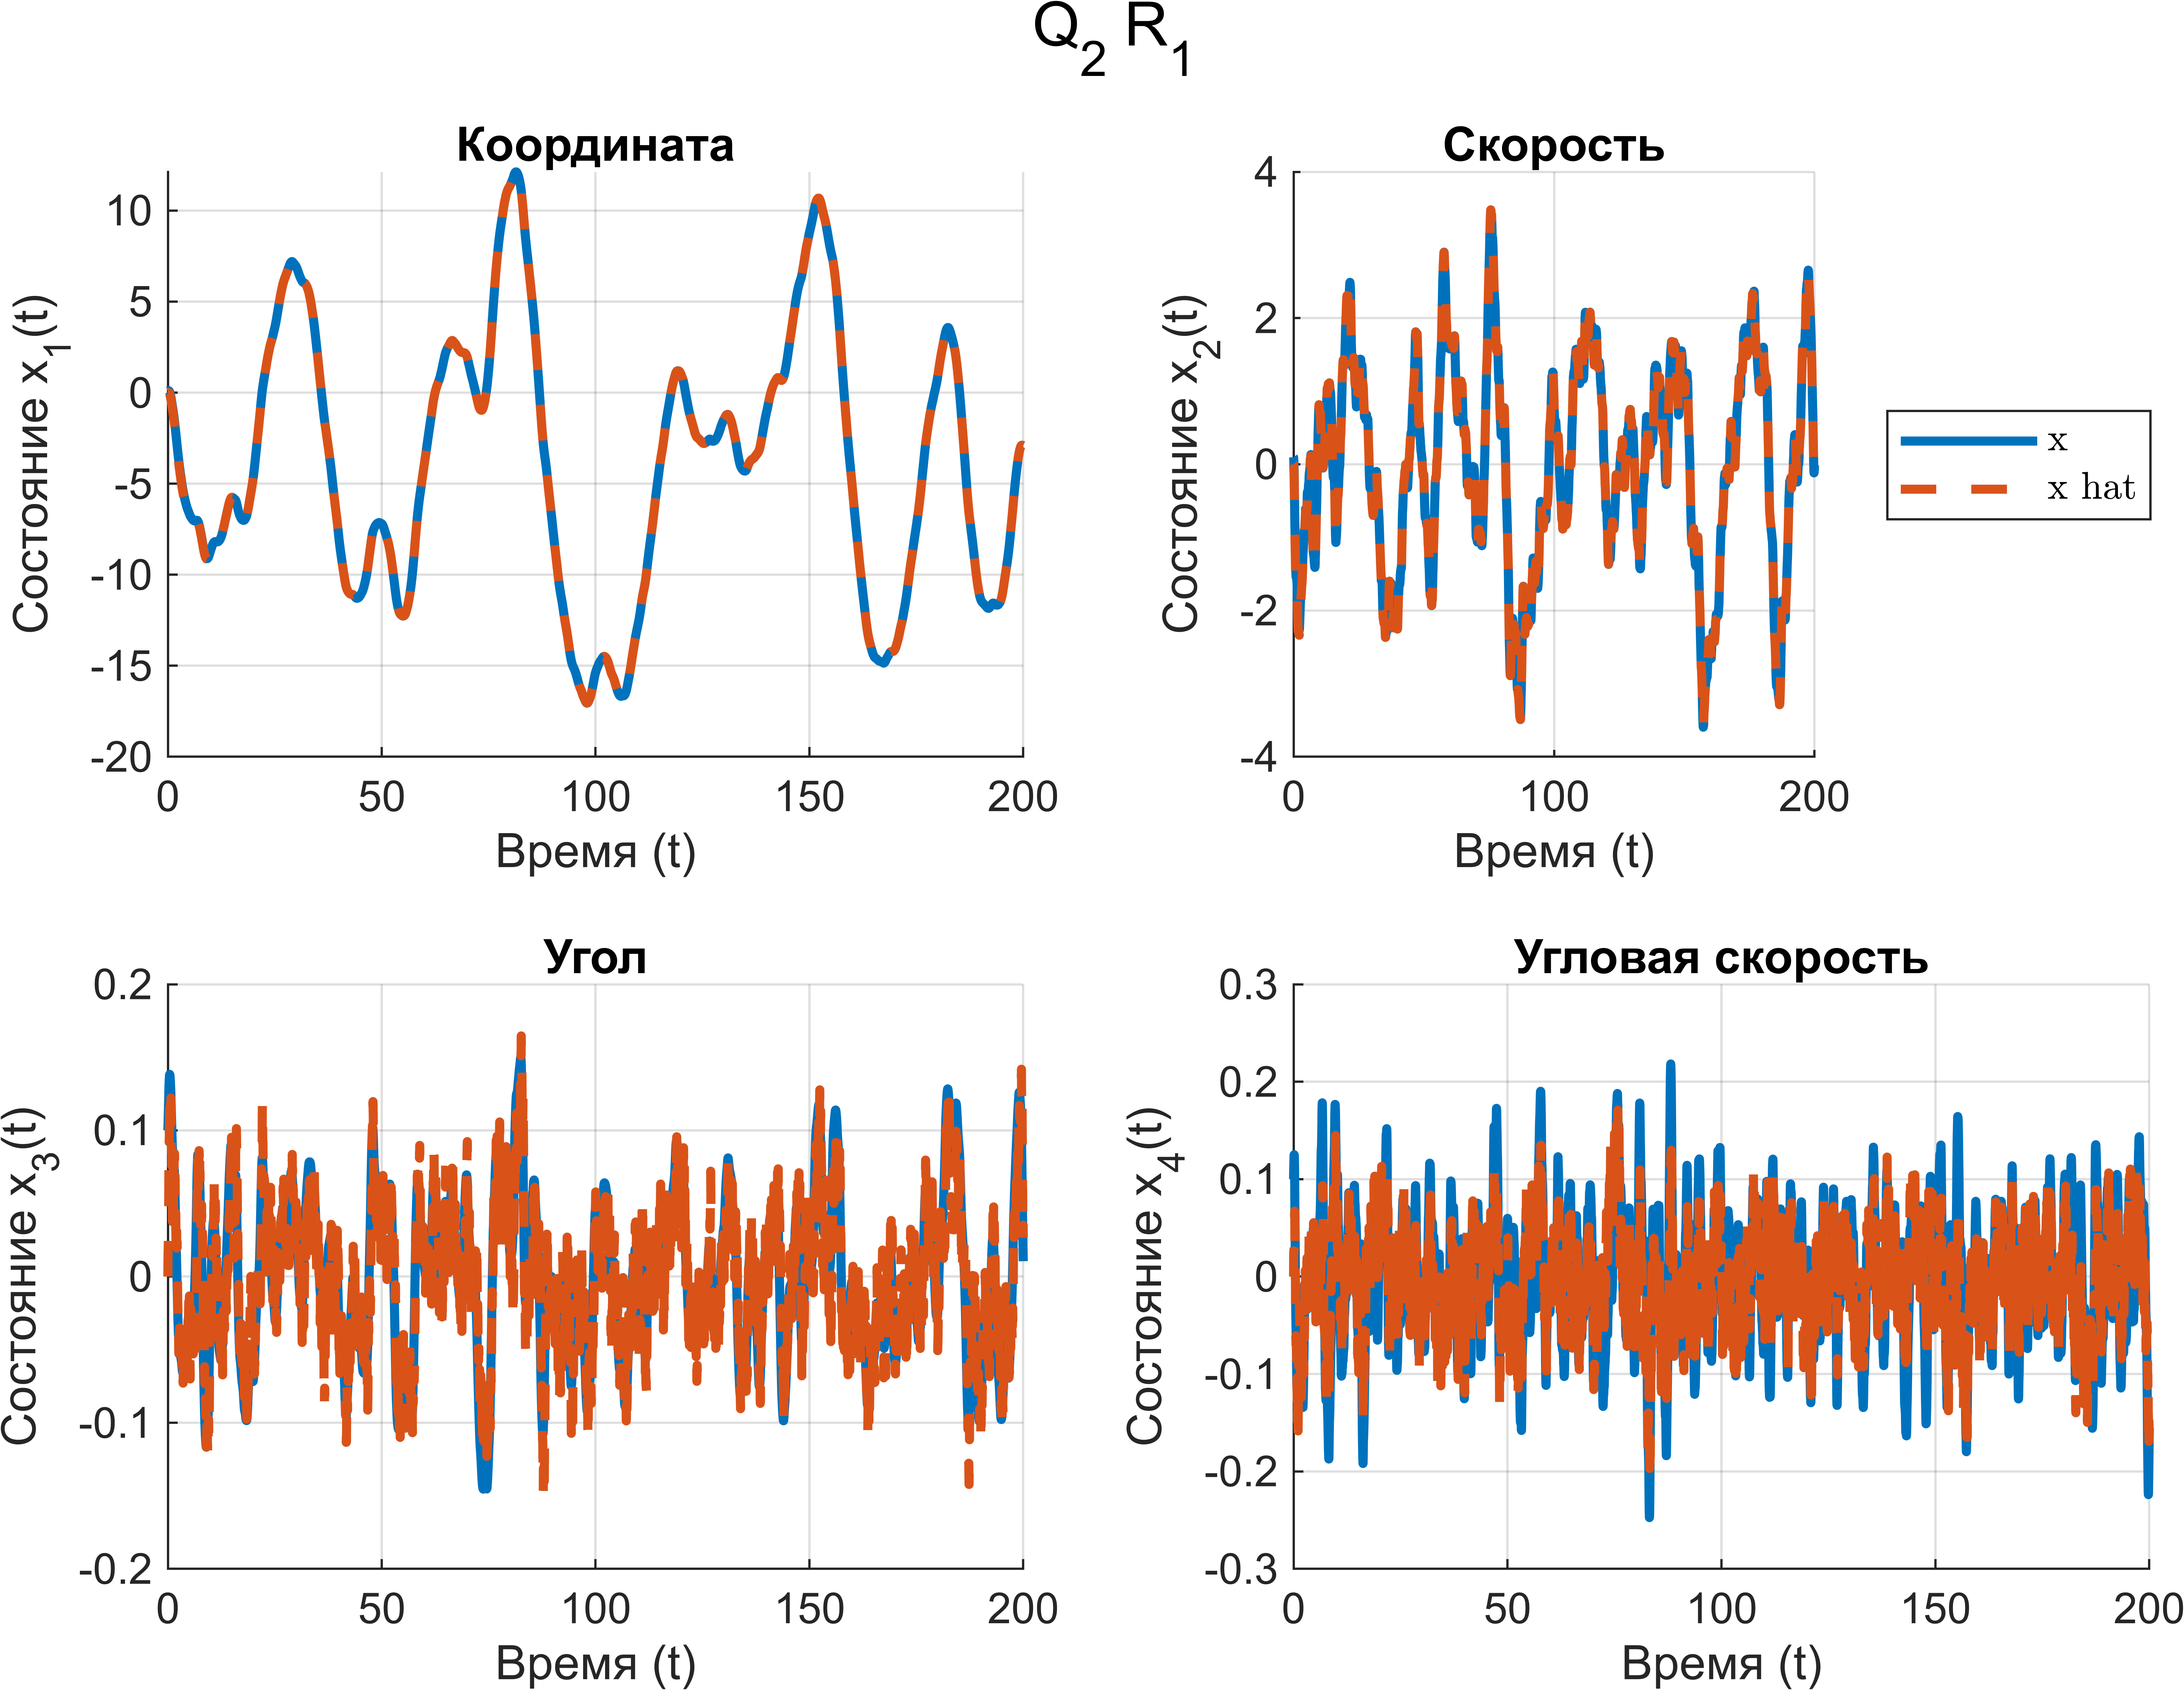 Q2 R1
Координата
Состояние x1(t)
10
5
0
-5
-10
-15
-20
0 50 100 150 200
Время (t)
Скорость
Состояние x2(t)
4
2
0
-2
-4
0 100 200
Время (t)
x
x hat
Угол
Состояние x3(t)
0.2
0.1
0
-0.1
-0.2
0 50 100 150 200
Время (t)
Угловая скорость
Состояние x4(t)
0.3
0.2
0.1
0
-0.1
-0.2
-0.3
0 50 100 150 200
Время (t)